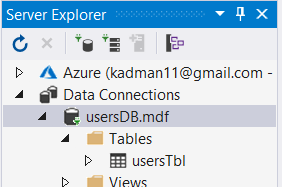 Server Explorer
Azure (kadman11@gmail.com -
Data Connections
usersDB.mdf
Tables
usersTbl
Views